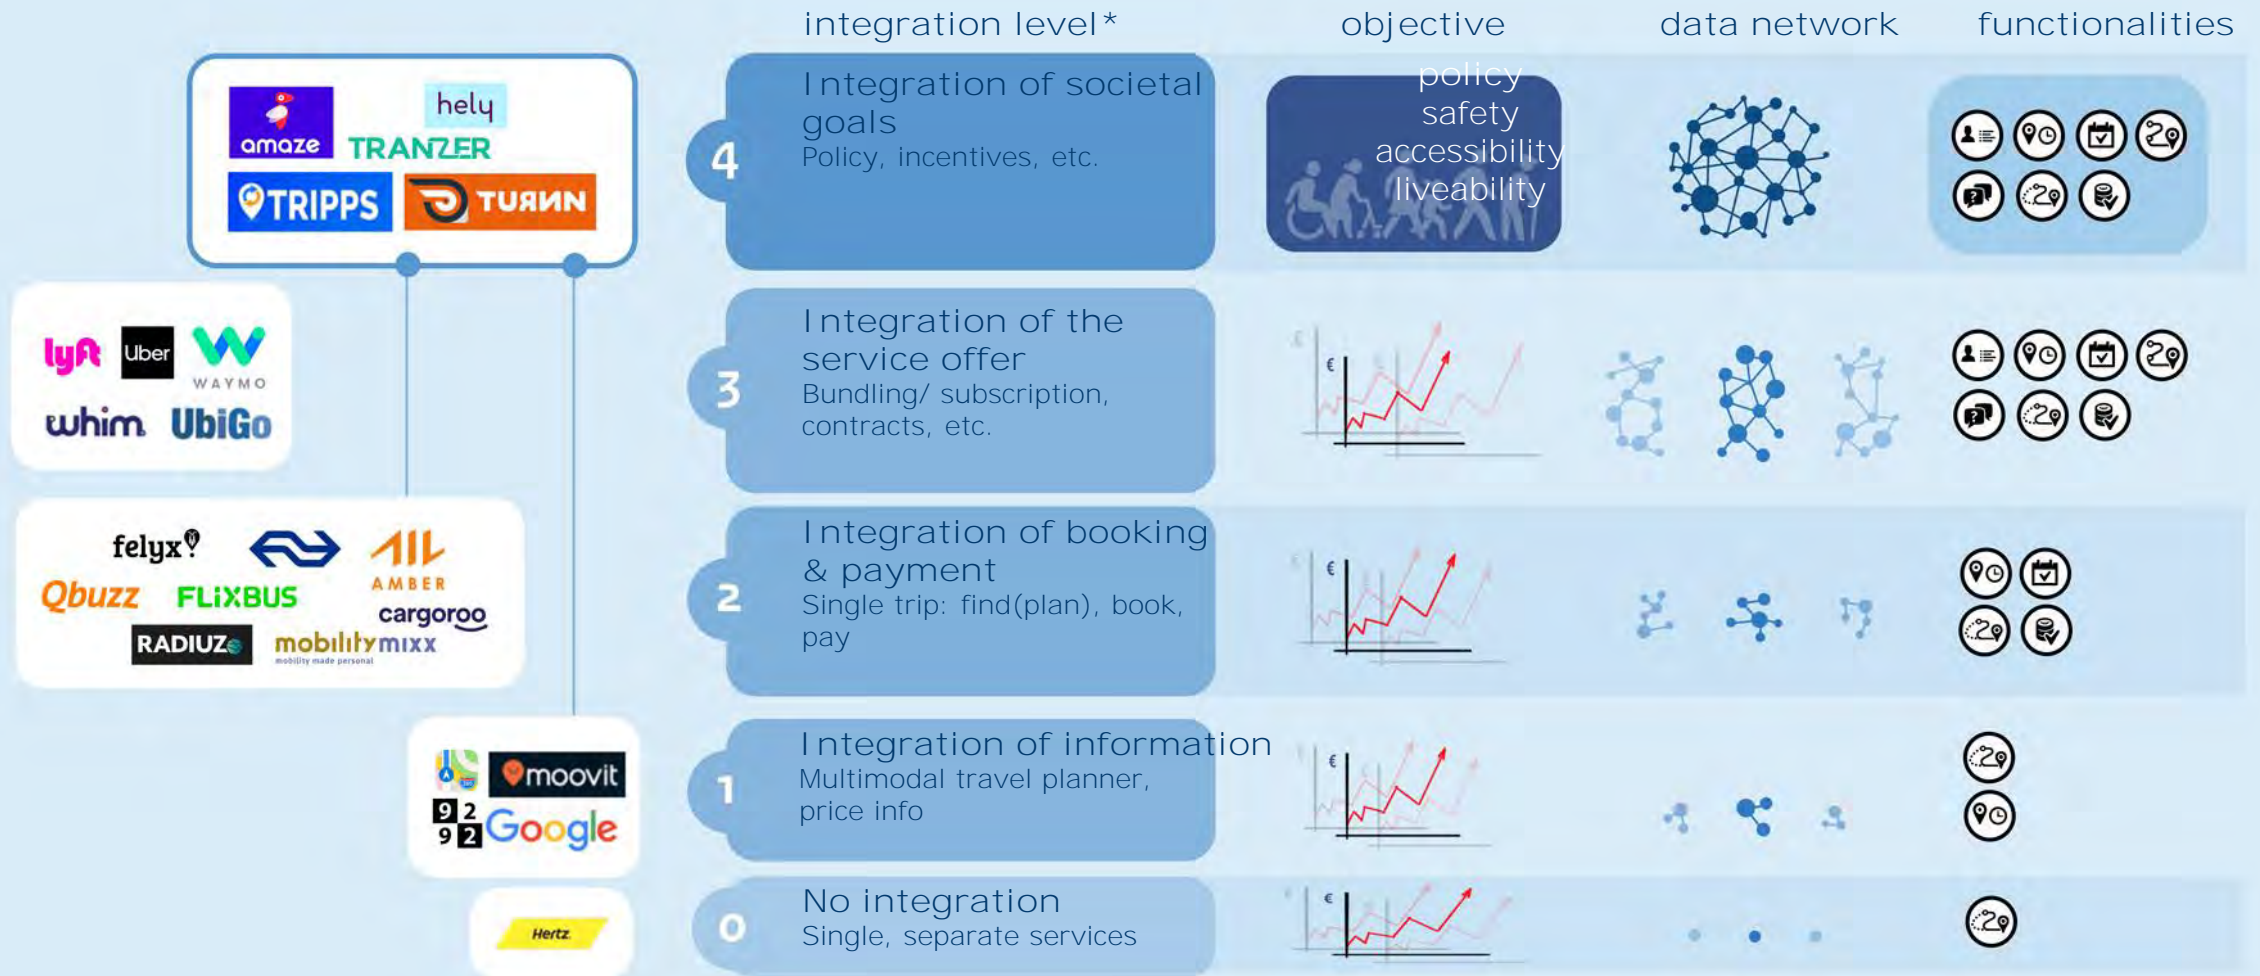 integration level*
objective
data network
functionalities
amaze
hely
TRANZER
TRIPPS
TURNN
4
Integration of societal
goals
Policy, incentives, etc.
policy
safety
accessibility
liveability
lyft
Uber
WAYMO
whim
UbiGo
3
Integration of the
service offer
Bundling/ subscription,
contracts, etc.
€
€
€
felyx
AMBER
Qbuzz
FLiXBUS
cargoroo
RADIUZ
mobilitymixx
mobility made personal
2
Integration of booking
& payment
Single trip: find(plan), book,
pay
€
€
€
moovit
9 2
9 2
Google
1
Integration of information
Multimodal travel planner,
price info
€
Hertz
0
No integration
Single, separate services
€